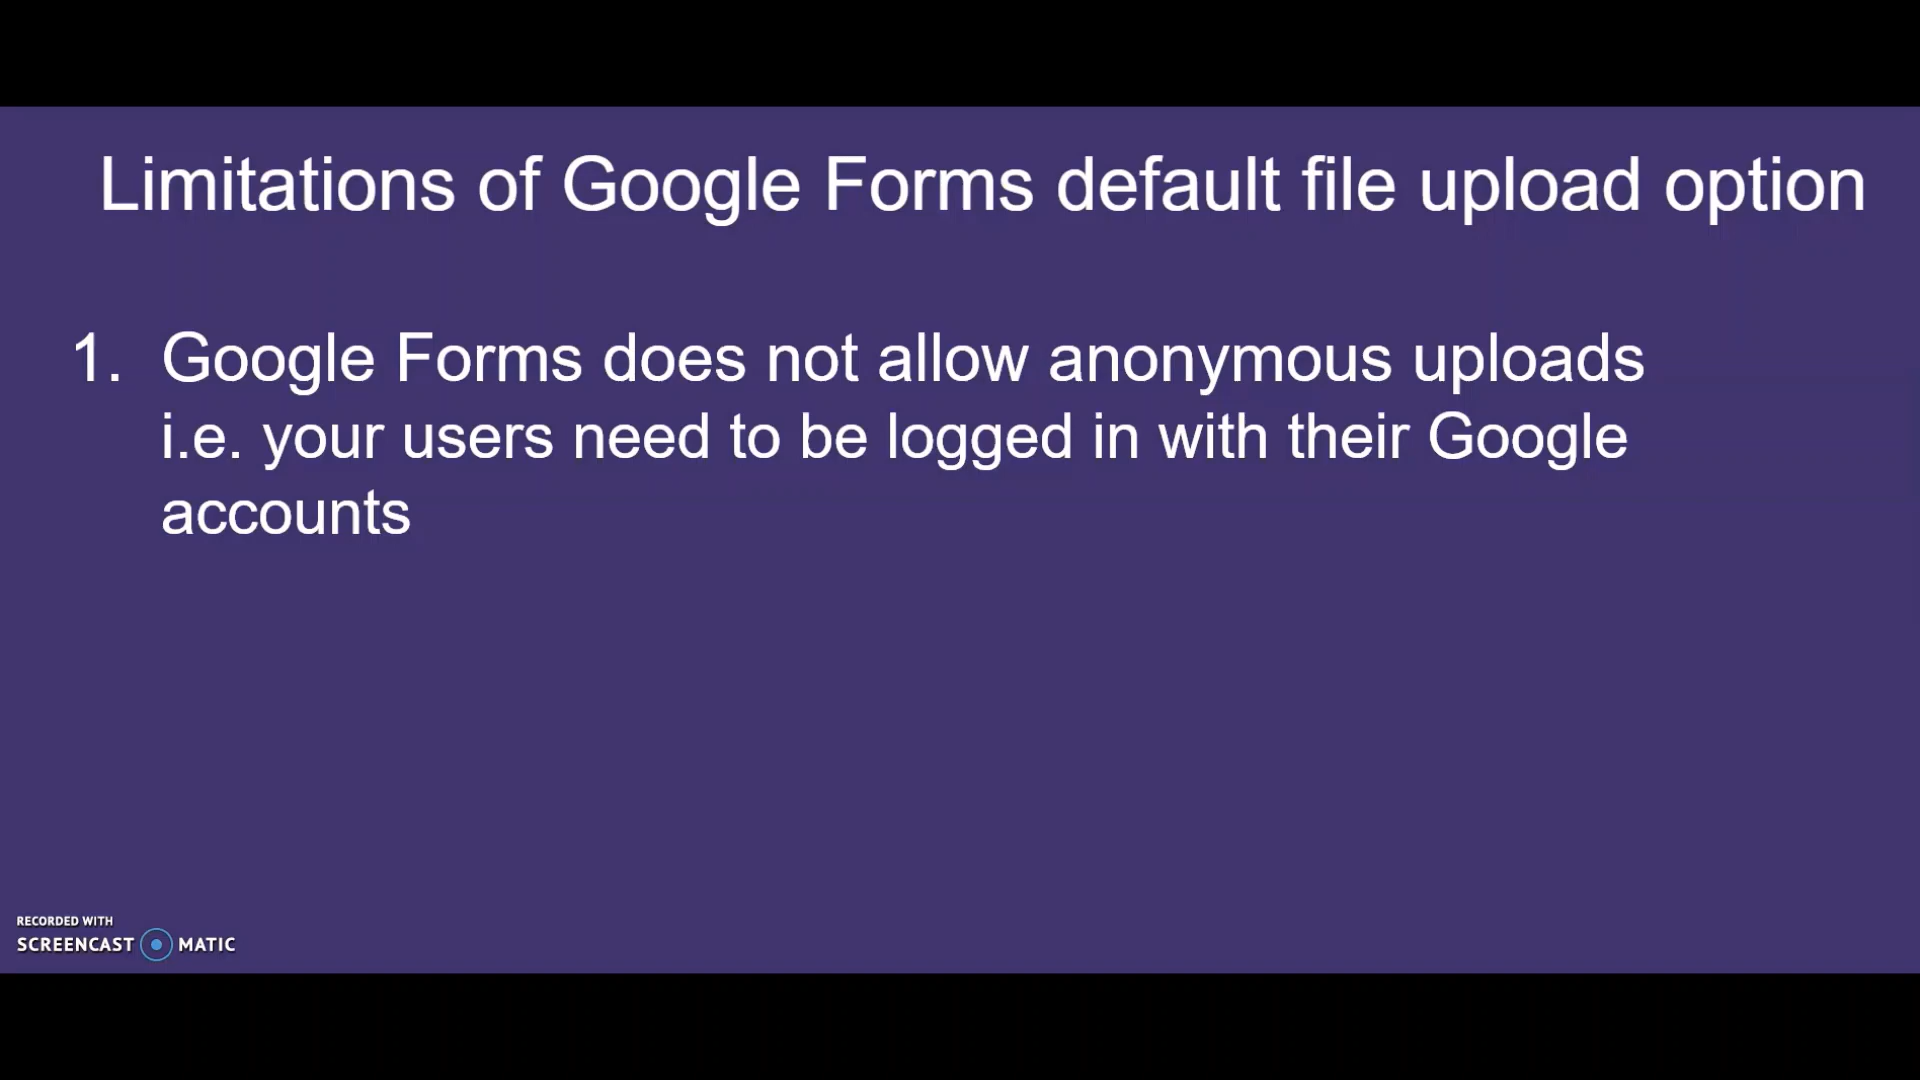 Limitations of Google Forms default file upload option
1. Google Forms does not allow anonymous uploads
i.e. your users need to be logged in with their Google
accounts
RECORDED WITH
SCREENCAST MATIC